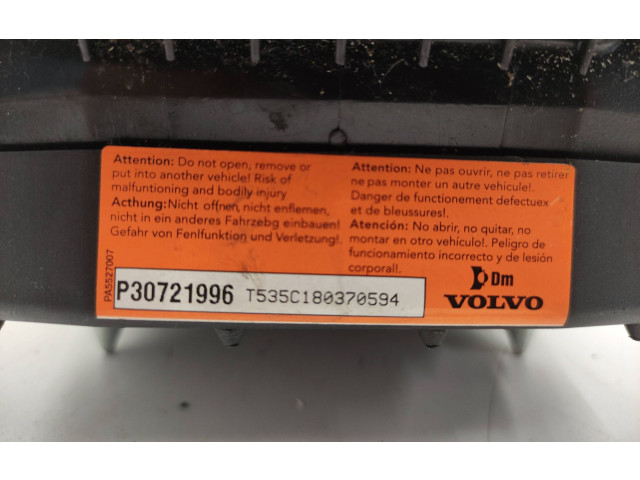 Attention: Do not open, remove or
put into another vehicle! Risk of
malfuntioning and bodily injury
Acthung: Nicht offnen, nicht enflemen,
nicht in ein anderes Fahrzebg einbauen!
Gefahr von Fenlfunktion und Verletzung!.
Attention: Ne pas ouvrir, ne pas retirer
ne pas monter un autre vehicule!.
Danger de functionement defectuex
et de bleussures!.
Atención: No abrir, no quitar, no
montar en otro vehículo!. Peligro de
funcionamiento incorrecto y de lesión
corporal!.
PA5527007
P30721996 T535C180370594
Dm
VOLVO